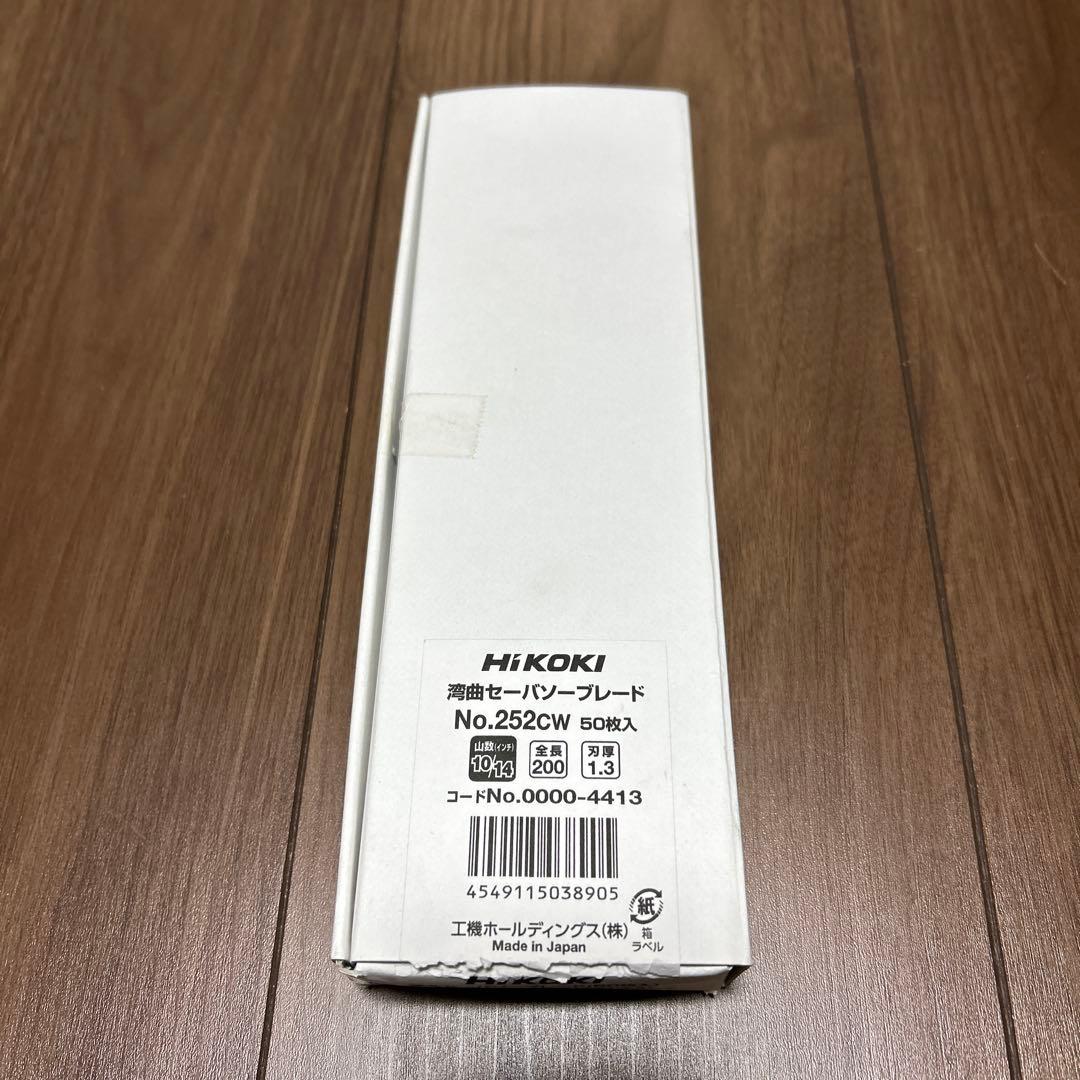 HiKOKI
湾曲セーバソーブレード
No.252CW 50枚入
山数(インチ) 全長 刃厚
10/14 200 1.3
コードNo.0000-4413
4549115038905
紙
箱
ラベル
工機ホールディングス(株)
Made in Japan
HiKOKI